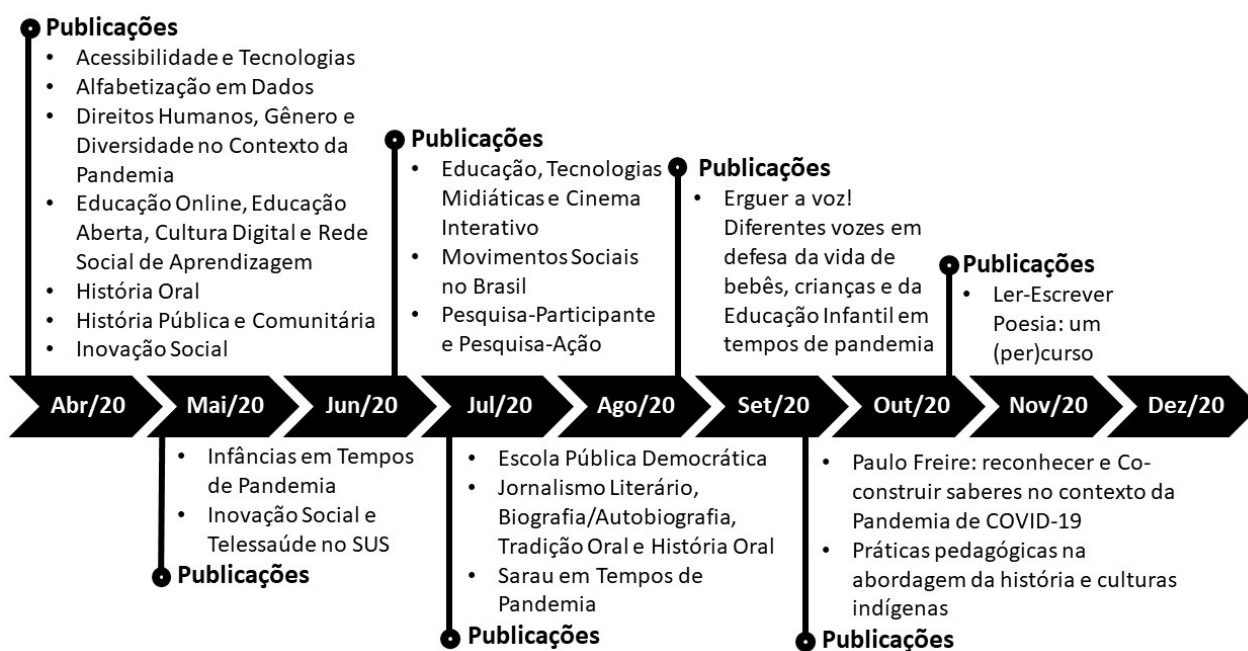 Publicações
• Acessibilidade e Tecnologias
• Alfabetização em Dados
• Direitos Humanos, Gênero e
Diversidade no Contexto da
Pandemia
• Educação Online, Educação
Aberta, Cultura Digital e Rede
Social de Aprendizagem
• História Oral
• História Pública e Comunitária
• Inovação Social
Publicações
• Educação, Tecnologias
Midiáticas e Cinema
Interativo
• Movimentos Sociais
no Brasil
• Pesquisa-Participante
e Pesquisa-Ação
Publicações
• Erguer a voz!
Diferentes vozes em
defesa da vida de
bebês, crianças e da
Educação Infantil em
tempos de pandemia
Publicações
• Ler-Escrever
Poesia: um
(per)curso
Abr/20
Mai/20
Jun/20
Jul/20
Ago/20
Set/20
Out/20
Nov/20
Dez/20
• Infâncias em Tempos
de Pandemia
• Inovação Social e
Telessaúde no SUS
Publicações
• Escola Pública Democrática
• Jornalismo Literário,
Biografia/Autobiografia,
Tradição Oral e História Oral
• Sarau em Tempos de
Pandemia
Publicações
• Paulo Freire: reconhecer e Co-
construir saberes no contexto da
Pandemia de COVID-19
• Práticas pedagógicas na
abordagem da história e culturas
indígenas
Publicações